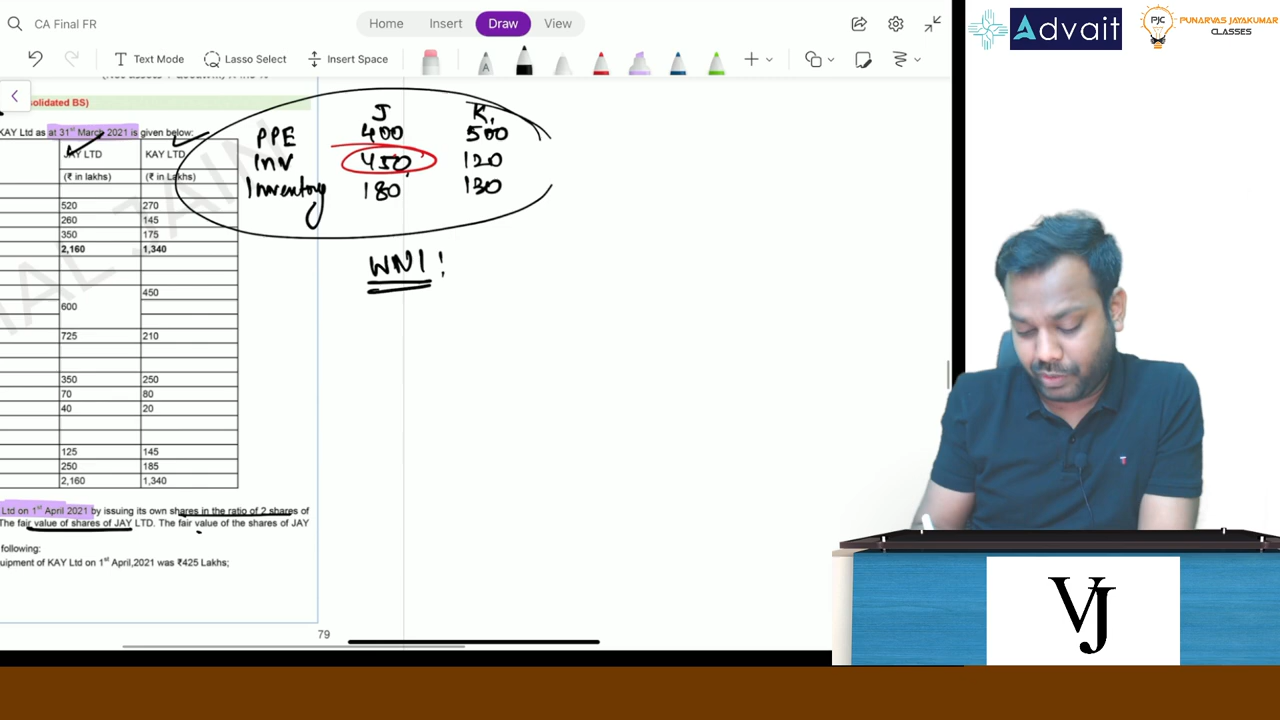 CA Final FR
Home Insert Draw View
Advait
PJC
PUNARVAS JAYAKUMAR
CLASSES
Text Mode Lasso Select Insert Space
solidated BS)
KAY Ltd as at 31st March 2021 is given below:
JAY LTD KAY LTD
(₹ in lakhs) (₹ in Lakhs)
520 270
260 145
350 175
2,160 1,340
450
600
725 210
350 250
70 80
40 20
125 145
250 185
2,160 1,340
J K
PPE 400 500
Inv 450 120
Inventory 180 130
WN1:
JAIN
Ltd on 1st April 2021 by issuing its own shares in the ratio of 2 shares of
The fair value of shares of JAY LTD. The fair value of the shares of JAY
following:
uipment of KAY Ltd on 1st April,2021 was ₹425 Lakhs;
79
VJ